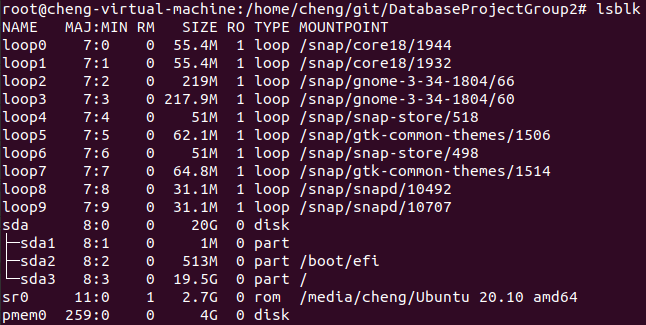 root@cheng-virtual-machine:/home/cheng/git/DatabaseProjectGroup2# lsblk
NAME   MAJ:MIN RM   SIZE RO TYPE MOUNTPOINT
loop0    7:0    0  55.4M  1 loop /snap/core18/1944
loop1    7:1    0  55.4M  1 loop /snap/core18/1932
loop2    7:2    0   219M  1 loop /snap/gnome-3-34-1804/66
loop3    7:3    0 217.9M  1 loop /snap/gnome-3-34-1804/60
loop4    7:4    0    51M  1 loop /snap/snap-store/518
loop5    7:5    0  62.1M  1 loop /snap/gtk-common-themes/1506
loop6    7:6    0    51M  1 loop /snap/snap-store/498
loop7    7:7    0  64.8M  1 loop /snap/gtk-common-themes/1514
loop8    7:8    0  31.1M  1 loop /snap/snapd/10492
loop9    7:9    0  31.1M  1 loop /snap/snapd/10707
sda      8:0    0    20G  0 disk
├─sda1   8:1    0     1M  0 part
├─sda2   8:2    0   513M  0 part /boot/efi
└─sda3   8:3    0  19.5G  0 part /
sr0     11:0    1   2.7G  0 rom  /media/cheng/Ubuntu 20.10 amd64
pmem0  259:0    0     4G  0 disk